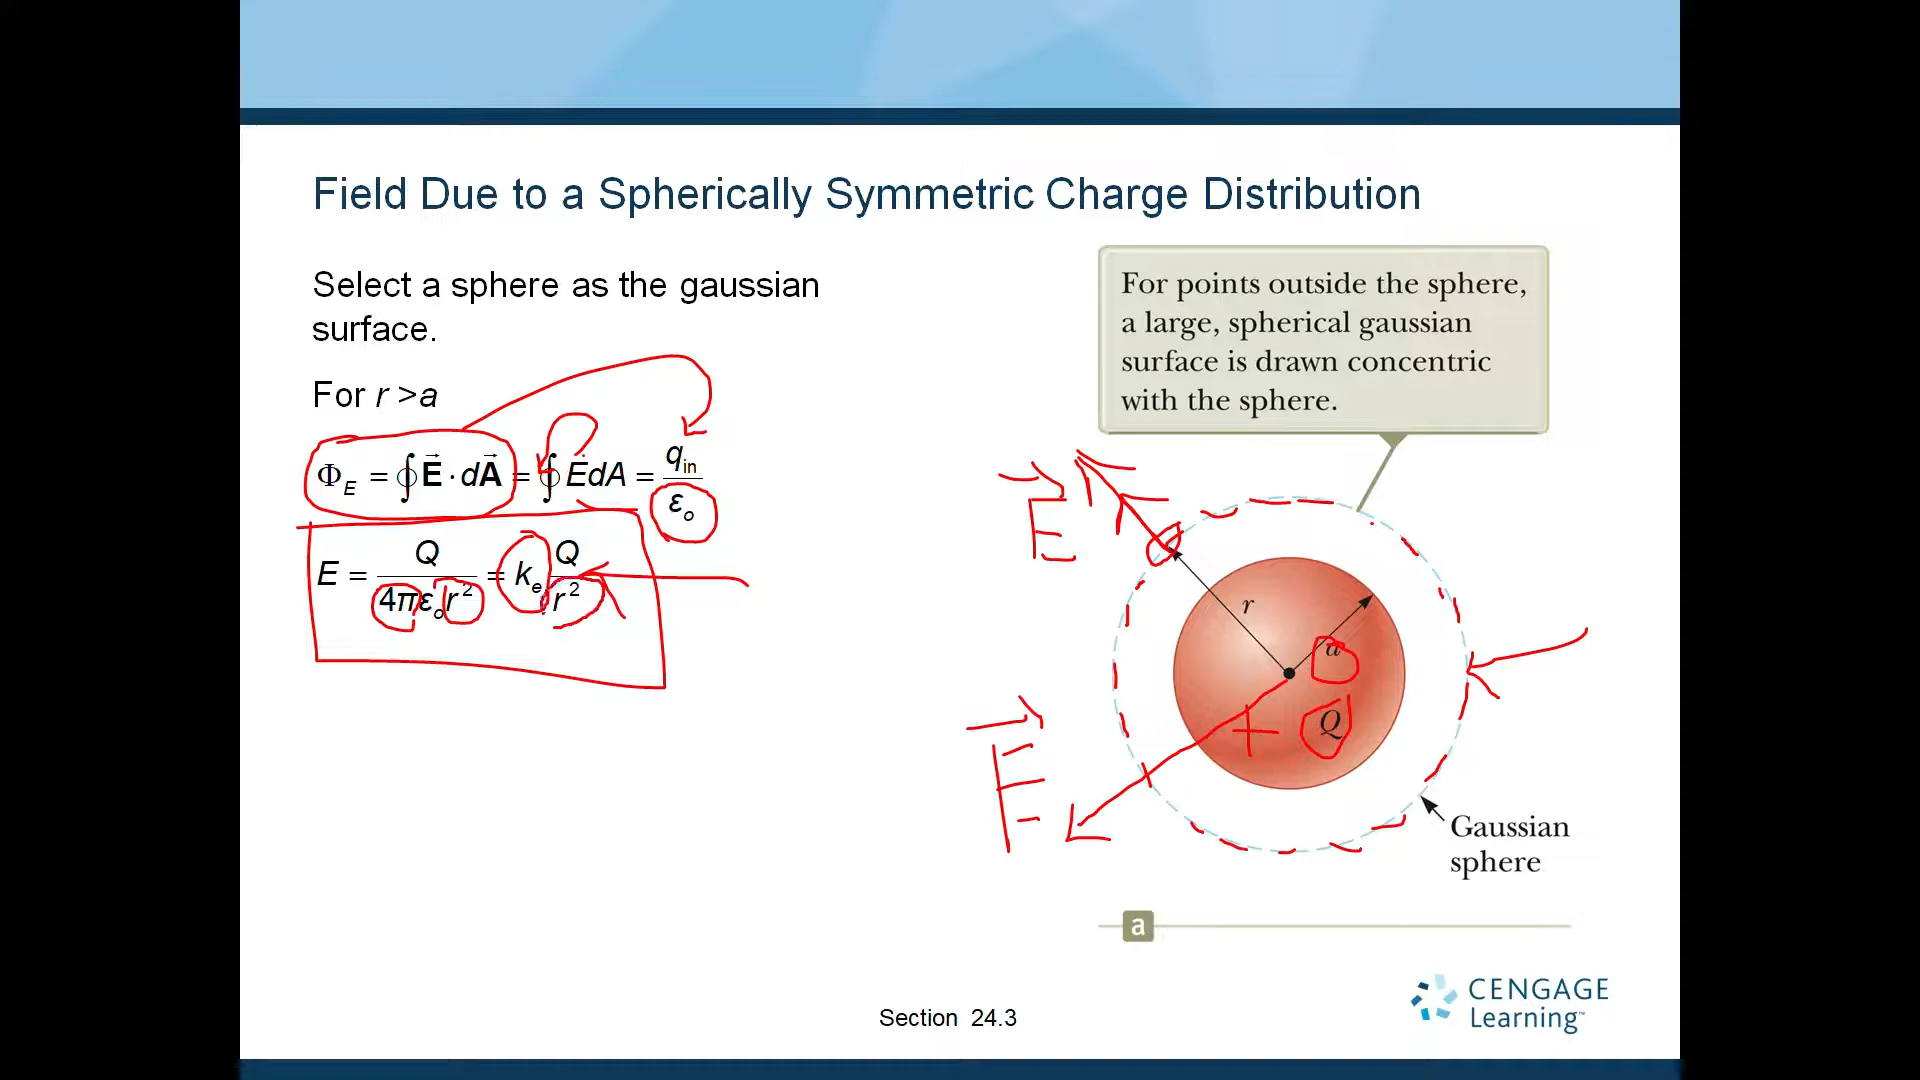 Field Due to a Spherically Symmetric Charge Distribution
Select a sphere as the gaussian
surface.
For r >a
Φ_E = ∮ E⃗ · dA⃗ = ∮ EdA = q_in / ε_o
E = Q / 4πε_o r² = k_e Q / r²
For points outside the sphere,
a large, spherical gaussian
surface is drawn concentric
with the sphere.
E⃗
r
a
+ Q
E⃗
Gaussian
sphere
a
Section 24.3
CENGAGE
Learning™